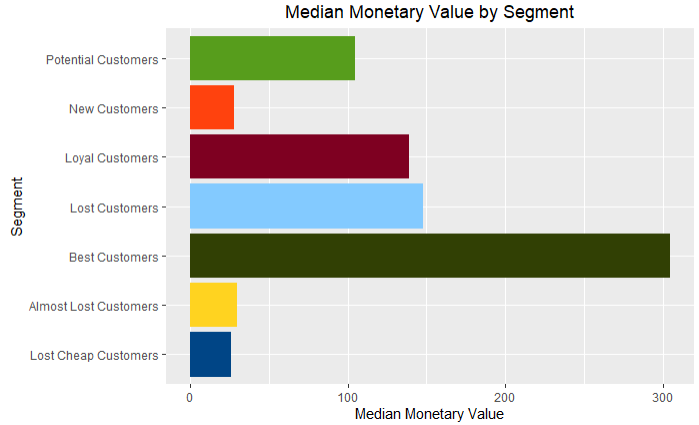 Median Monetary Value by Segment
Segment
Potential Customers
New Customers
Loyal Customers
Lost Customers
Best Customers
Almost Lost Customers
Lost Cheap Customers
0 100 200 300
Median Monetary Value